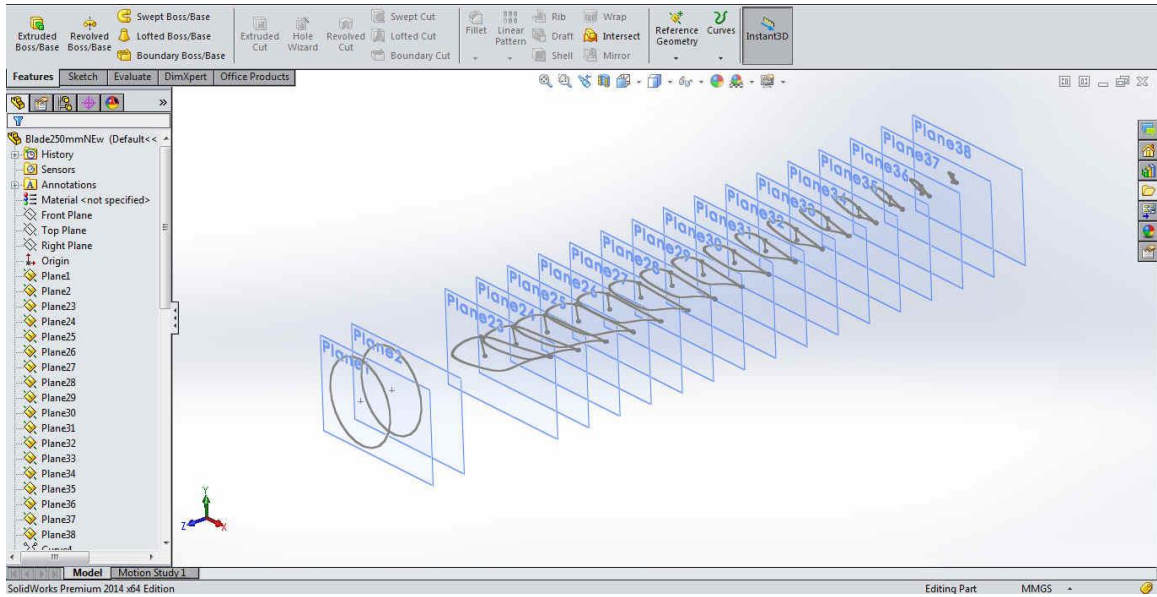 Extruded Boss/Base
Revolved Boss/Base
Swept Boss/Base
Lofted Boss/Base
Boundary Boss/Base
Extruded Cut
Hole Wizard
Revolved Cut
Swept Cut
Lofted Cut
Boundary Cut
Fillet
Linear Pattern
Rib
Draft
Shell
Wrap
Intersect
Mirror
Reference Geometry
Curves
Instant3D
Features
Sketch
Evaluate
DimXpert
Office Products
Blade250mmNEw (Default<<
History
Sensors
Annotations
Material <not specified>
Front Plane
Top Plane
Right Plane
Origin
Plane1
Plane2
Plane23
Plane24
Plane25
Plane26
Plane27
Plane28
Plane29
Plane30
Plane31
Plane32
Plane33
Plane34
Plane35
Plane36
Plane37
Plane38
Curve4
Plane1
Plane2
Plane23
Plane24
Plane25
Plane26
Plane27
Plane28
Plane29
Plane30
Plane31
Plane32
Plane33
Plane34
Plane35
Plane36
Plane37
Plane38
Y
Z
X
Model
Motion Study1
SolidWorks Premium 2014 x64 Edition
Editing Part
MMGS